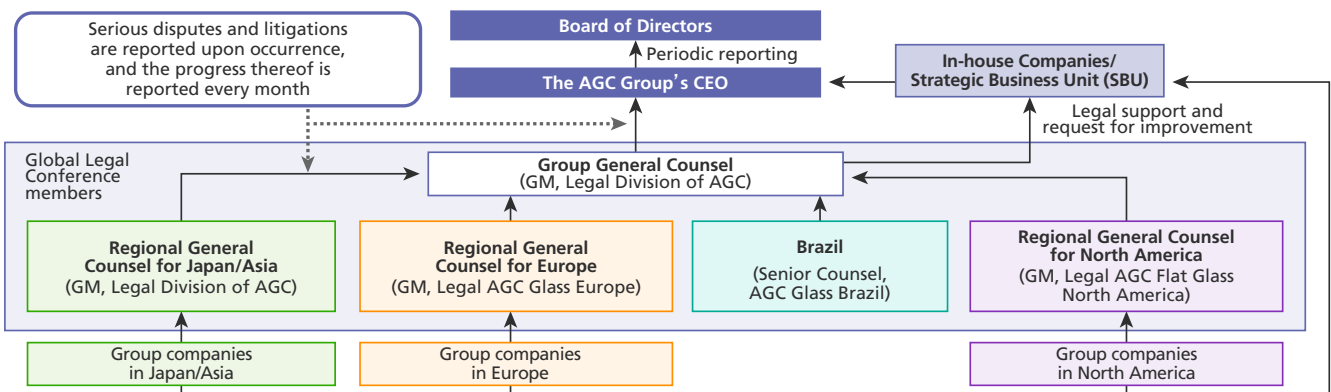 Serious disputes and litigations
are reported upon occurrence,
and the progress thereof is
reported every month
Board of Directors
Periodic reporting
The AGC Group's CEO
In-house Companies/
Strategic Business Unit (SBU)
Legal support and
request for improvement
Global Legal
Conference
members
Group General Counsel
(GM, Legal Division of AGC)
Regional General
Counsel for Japan/Asia
(GM, Legal Division of AGC)
Regional General
Counsel for Europe
(GM, Legal AGC Glass Europe)
Brazil
(Senior Counsel,
AGC Glass Brazil)
Regional General Counsel
for North America
(GM, Legal AGC Flat Glass
North America)
Group companies
in Japan/Asia
Group companies
in Europe
Group companies
in North America